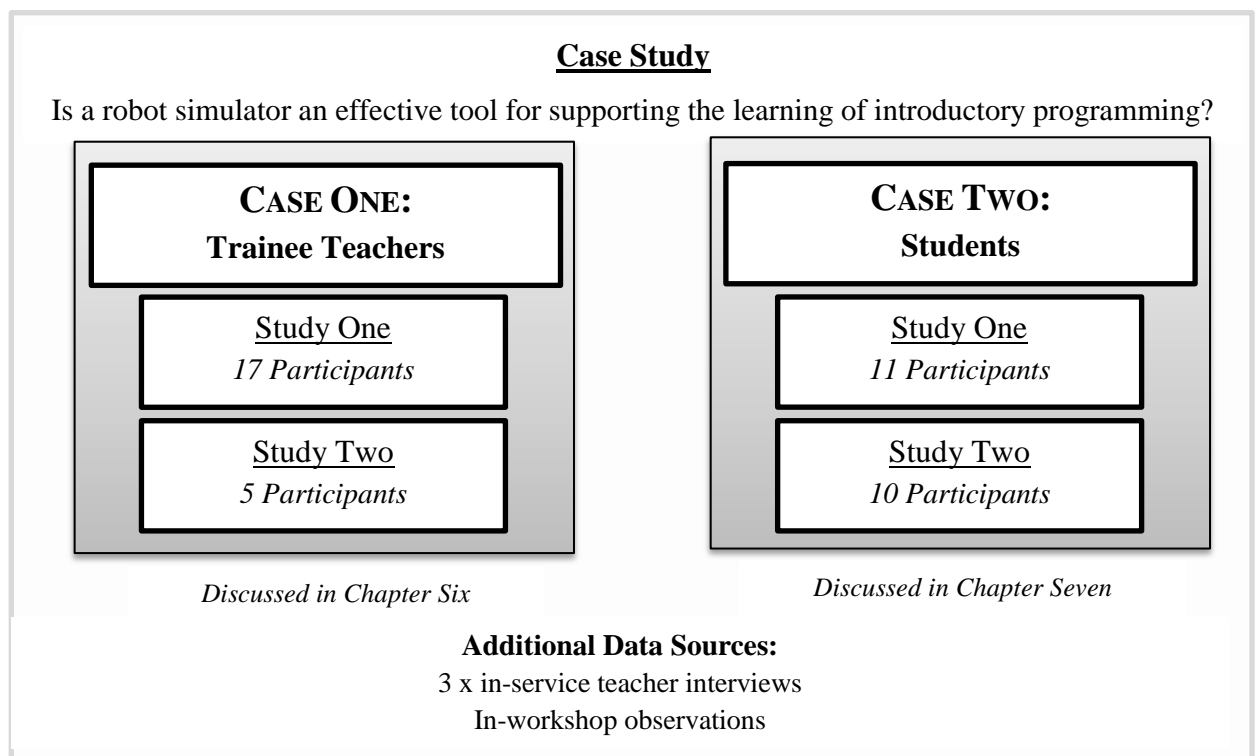 Case Study
Is a robot simulator an effective tool for supporting the learning of introductory programming?
CASE ONE:
Trainee Teachers
Study One
17 Participants
Study Two
5 Participants
Discussed in Chapter Six
CASE TWO:
Students
Study One
11 Participants
Study Two
10 Participants
Discussed in Chapter Seven
Additional Data Sources:
3 x in-service teacher interviews
In-workshop observations